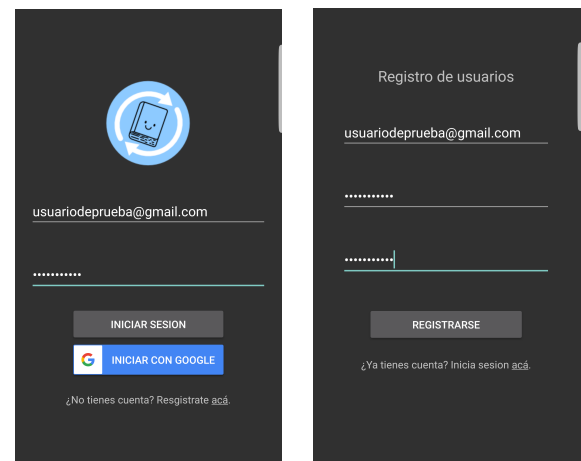 usuariodeprueba@gmail.com
•••••••••••
INICIAR SESION
G INICIAR CON GOOGLE
¿No tienes cuenta? Resgistrate acá.
Registro de usuarios
usuariodeprueba@gmail.com
•••••••••••
•••••••••••
REGISTRARSE
¿Ya tienes cuenta? Inicia sesion acá.